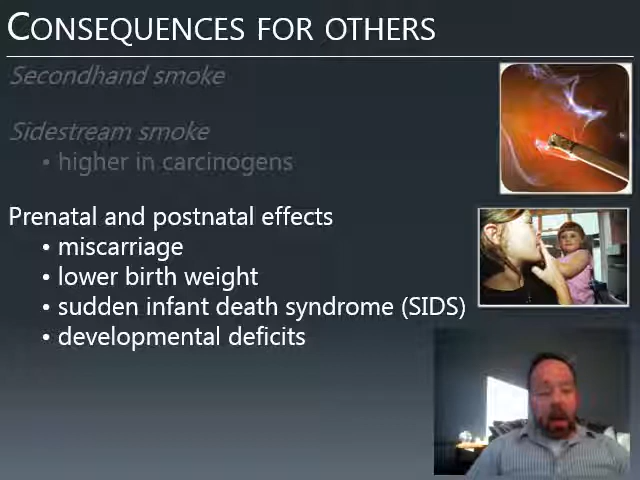 CONSEQUENCES FOR OTHERS
Secondhand smoke
Sidestream smoke
• higher in carcinogens
Prenatal and postnatal effects
• miscarriage
• lower birth weight
• sudden infant death syndrome (SIDS)
• developmental deficits